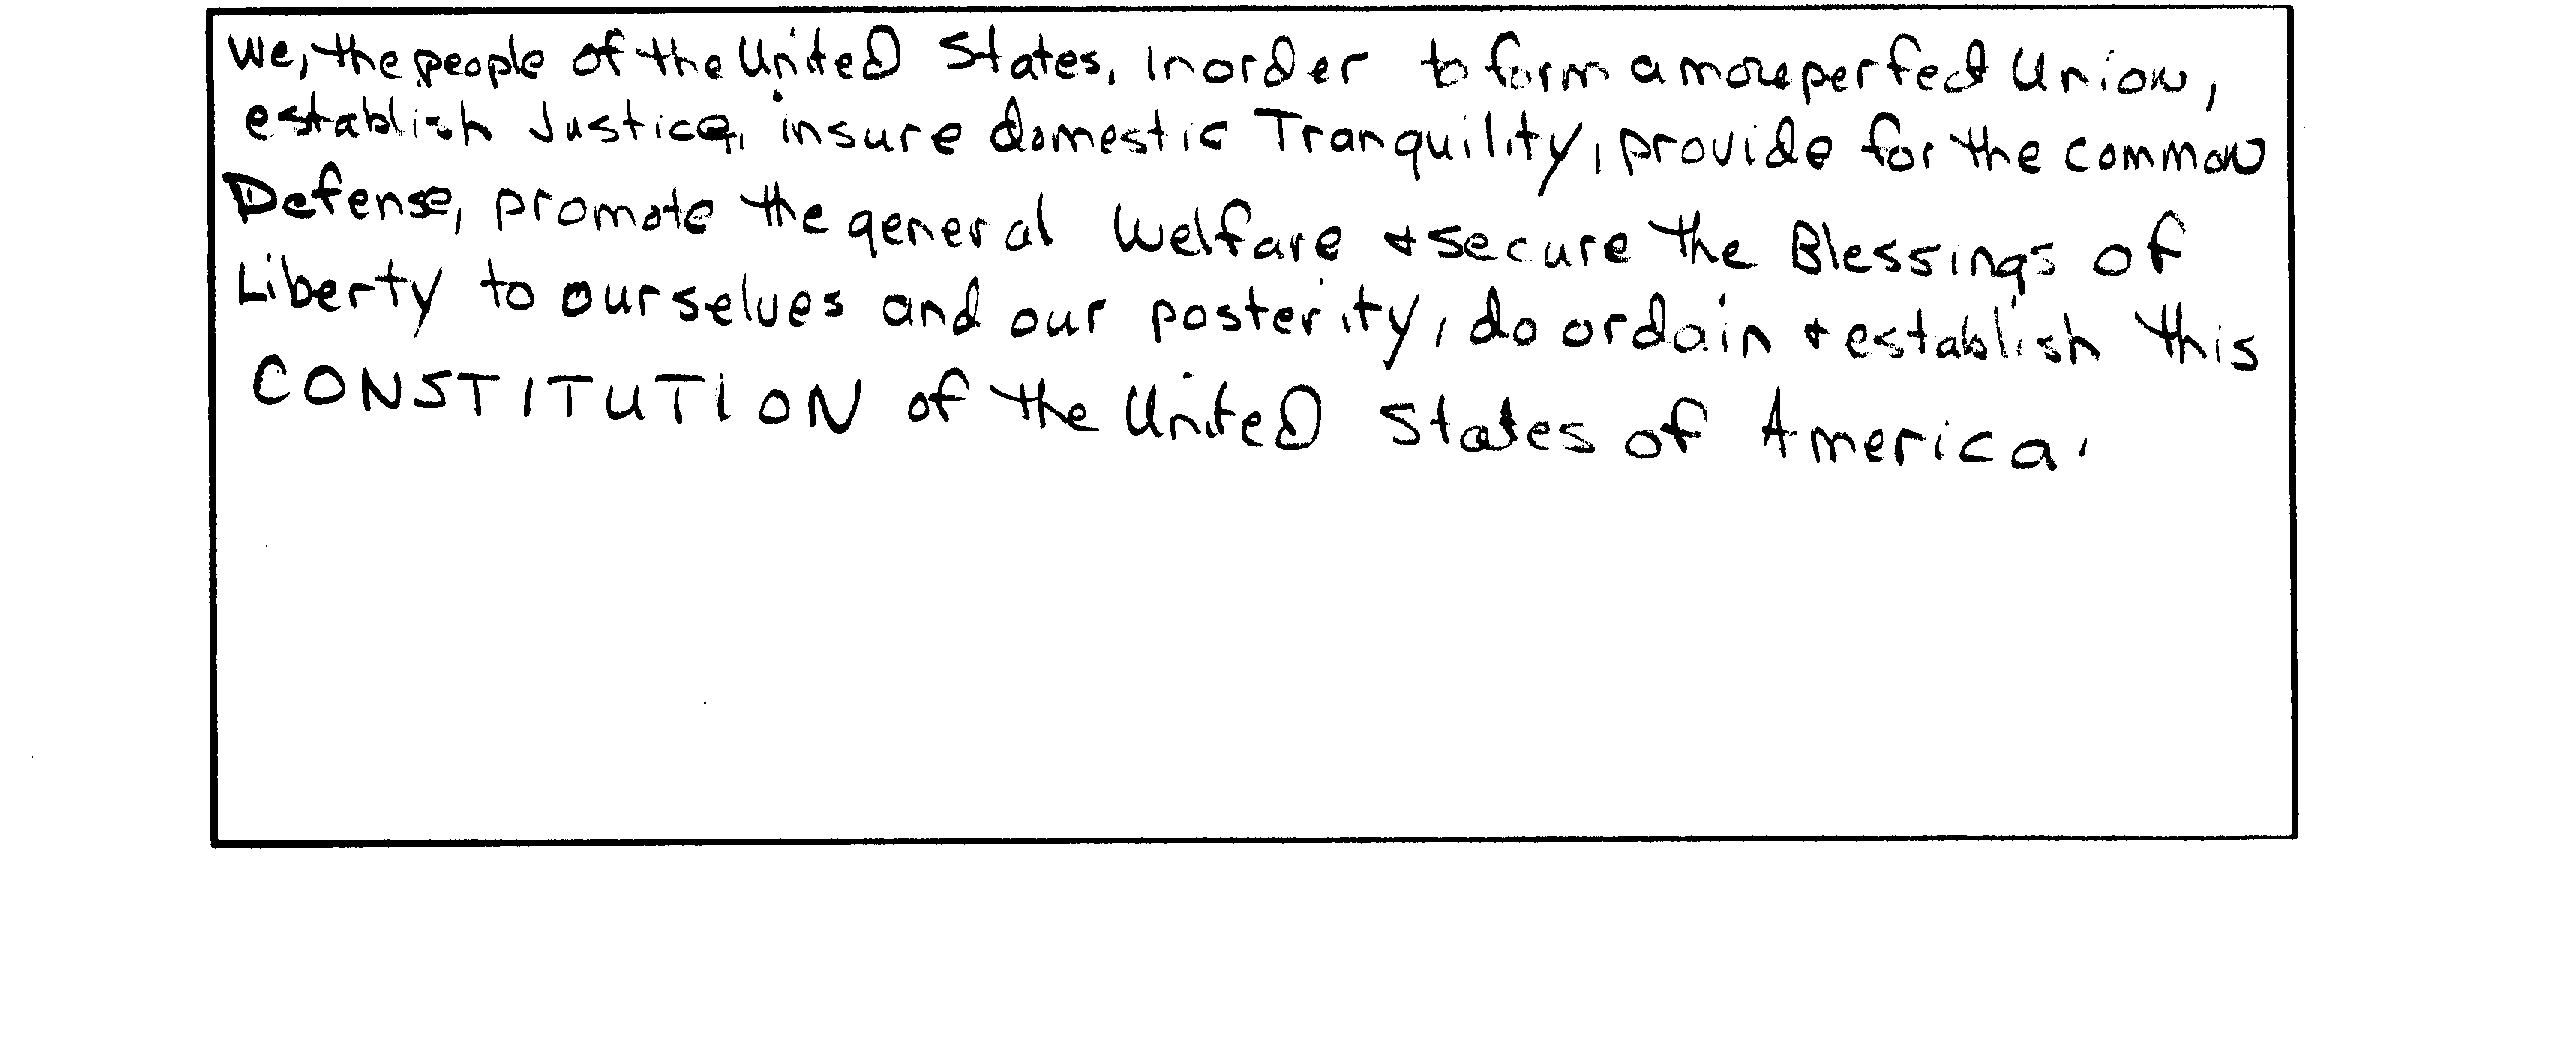 We, the people of the United States, in order to form a more perfect Union,
establish Justice, insure domestic Tranquility, provide for the common
Defense, promote the general Welfare & secure the Blessings of
Liberty to ourselves and our posterity, do ordain & establish this
CONSTITUTION of the United States of America.